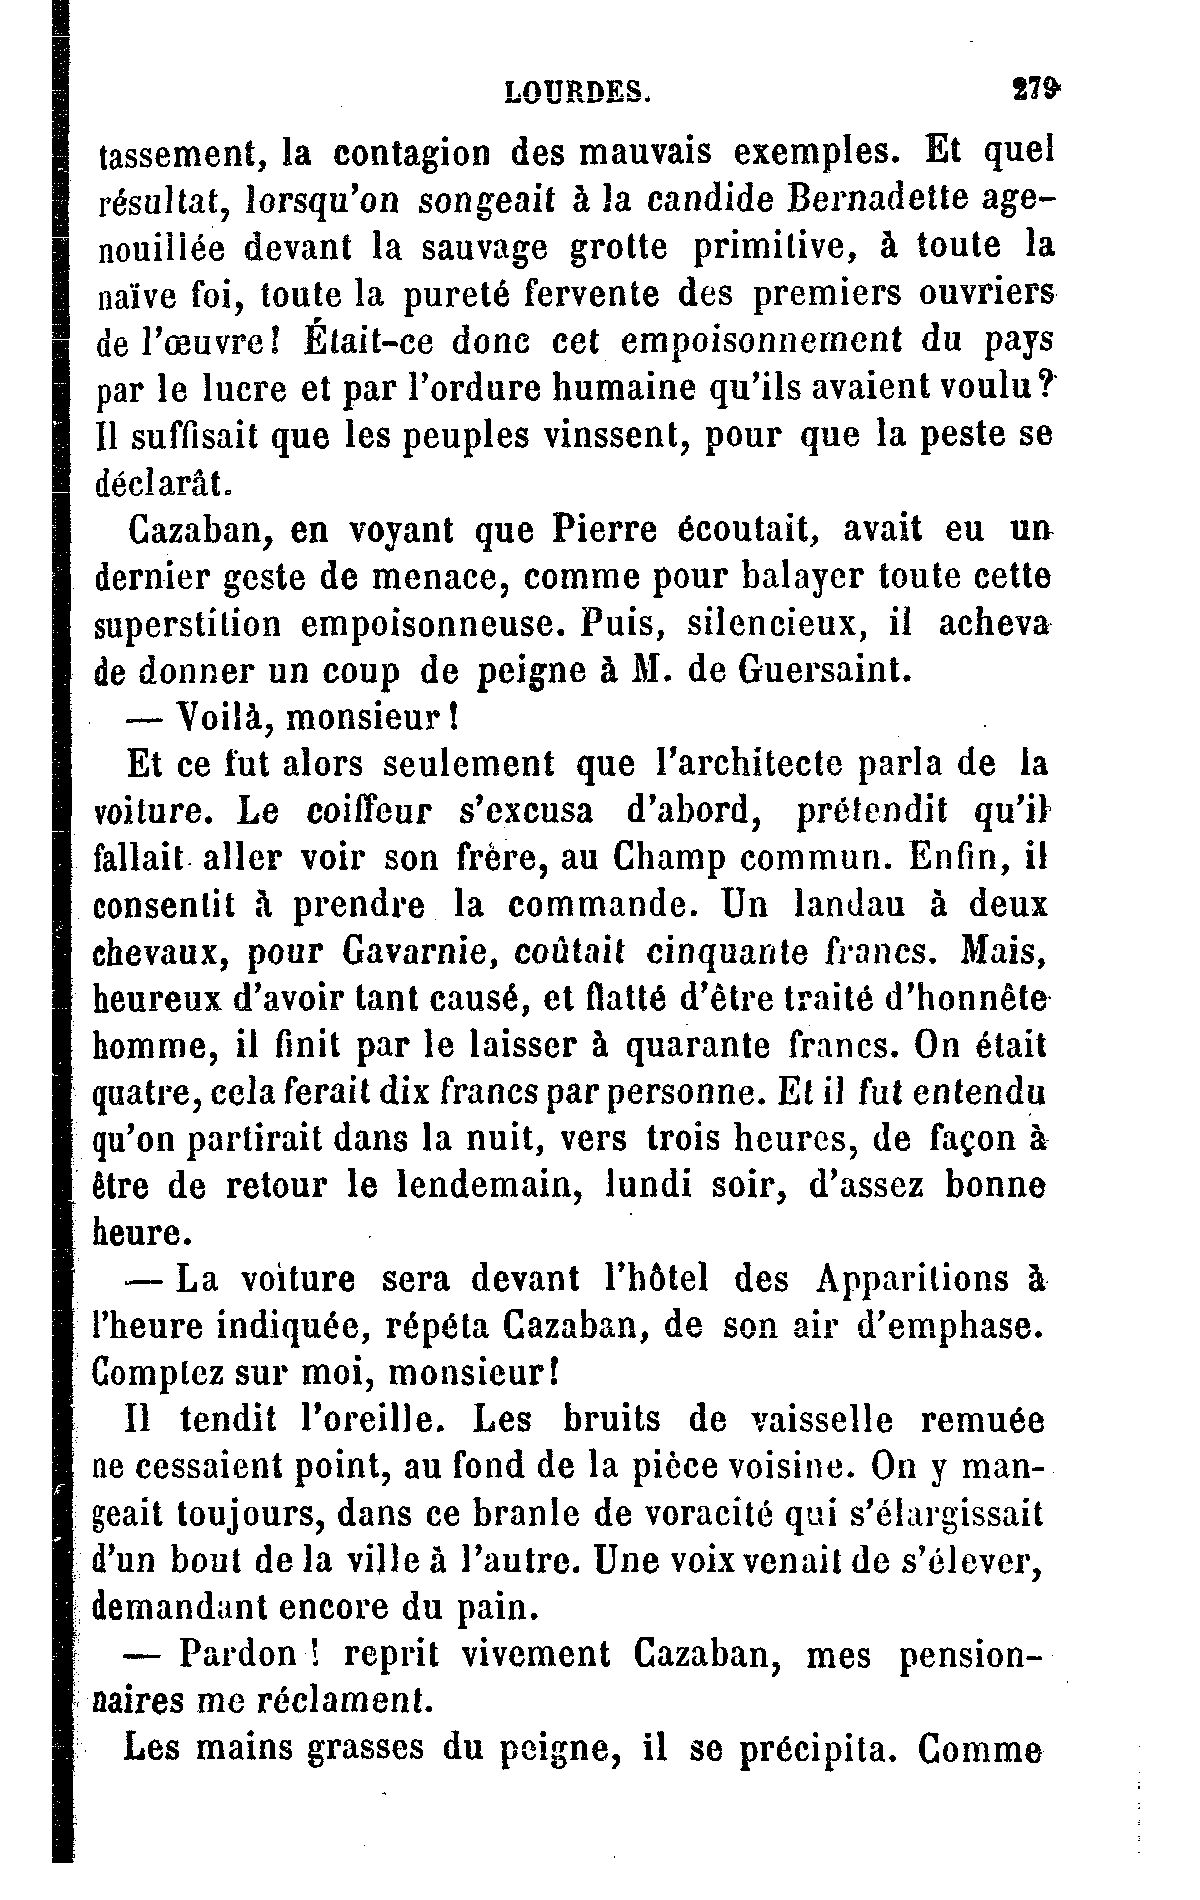 LOURDES. 279
tassement, la contagion des mauvais exemples. Et quel
résultat, lorsqu'on songeait à la candide Bernadette age-
nouillée devant la sauvage grotte primitive, à toute la
naïve foi, toute la pureté fervente des premiers ouvriers
de l'œuvre! Était-ce donc cet empoisonnement du pays
par le lucre et par l'ordure humaine qu'ils avaient voulu?
Il suffisait que les peuples vinssent, pour que la peste se
déclarât.
Cazaban, en voyant que Pierre écoutait, avait eu un
dernier geste de menace, comme pour balayer toute cette
superstition empoisonneuse. Puis, silencieux, il acheva
de donner un coup de peigne à M. de Guersaint.
— Voilà, monsieur!
Et ce fut alors seulement que l'architecte parla de la
voiture. Le coiffeur s'excusa d'abord, prétendit qu'il
fallait aller voir son frère, au Champ commun. Enfin, il
consentit à prendre la commande. Un landau à deux
chevaux, pour Gavarnie, coûtait cinquante francs. Mais,
heureux d'avoir tant causé, et flatté d'être traité d'honnête
homme, il finit par le laisser à quarante francs. On était
quatre, cela ferait dix francs par personne. Et il fut entendu
qu'on partirait dans la nuit, vers trois heures, de façon à
être de retour le lendemain, lundi soir, d'assez bonne
heure.
— La voiture sera devant l'hôtel des Apparitions à
l'heure indiquée, répéta Cazaban, de son air d'emphase.
Comptez sur moi, monsieur!
Il tendit l'oreille. Les bruits de vaisselle remuée
ne cessaient point, au fond de la pièce voisine. On y man-
geait toujours, dans ce branle de voracité qui s'élargissait
d'un bout de la ville à l'autre. Une voix venait de s'élever,
demandant encore du pain.
— Pardon! reprit vivement Cazaban, mes pension-
naires me réclament.
Les mains grasses du peigne, il se précipita. Comme